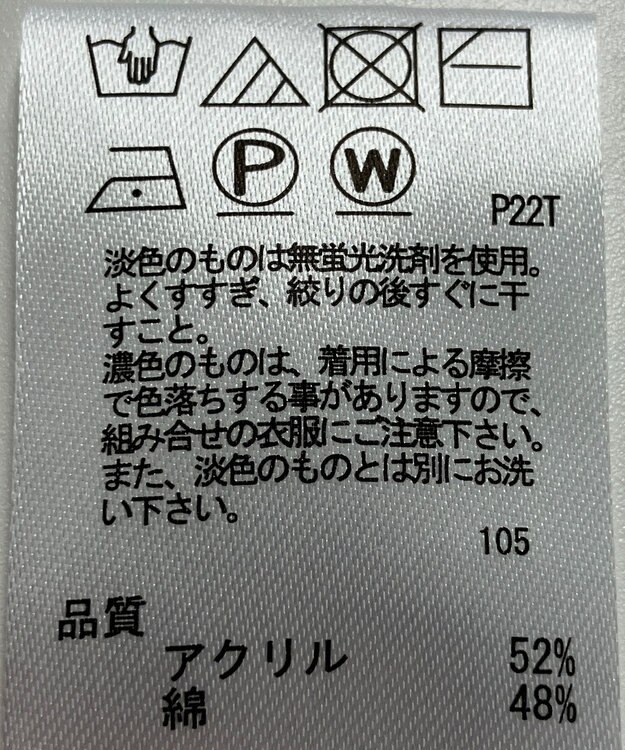 P W
P22T
淡色のものは無蛍光洗剤を使用。
よくすすぎ、絞りの後すぐに干
すこと。
濃色のものは、着用による摩擦
で色落ちする事がありますので、
組み合せの衣服にご注意下さい。
また、淡色のものとは別にお洗
い下さい。
105
品質
アクリル 52%
綿 48%